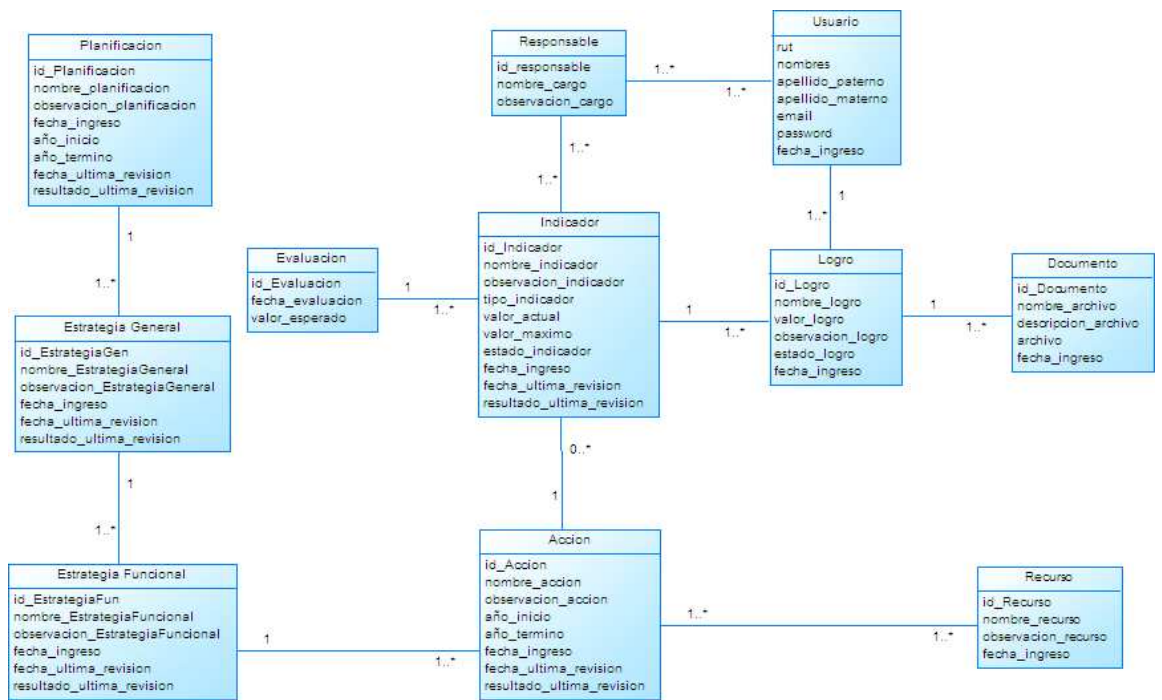 Planificacion
id_Planificacion
nombre_planificacion
observacion_planificacion
fecha_ingreso
año_inicio
año_termino
fecha_ultima_revision
resultado_ultima_revision
1
1..*
Estrategia General
id_EstrategiaGen
nombre_EstrategiaGeneral
observacion_EstrategiaGeneral
fecha_ingreso
fecha_ultima_revision
resultado_ultima_revision
1
1..*
Estrategia Funcional
id_EstrategiaFun
nombre_EstrategiaFuncional
observacion_EstrategiaFuncional
fecha_ingreso
fecha_ultima_revision
resultado_ultima_revision
1
1..*
Responsable
id_responsable
nombre_cargo
observacion_cargo
1..*
1..*
1..*
1..*
Usuario
rut
nombres
apellido_paterno
apellido_materno
email
password
fecha_ingreso
1
1..*
Evaluacion
id_Evaluacion
fecha_evaluacion
valor_esperado
1
1..*
Indicador
id_Indicador
nombre_indicador
observacion_indicador
tipo_indicador
valor_actual
valor_maximo
estado_indicador
fecha_ingreso
fecha_ultima_revision
resultado_ultima_revision
1
1..*
Logro
id_Logro
nombre_logro
valor_logro
observacion_logro
estado_logro
fecha_ingreso
1
1..*
Documento
id_Documento
nombre_archivo
descripcion_archivo
archivo
fecha_ingreso
0..*
1
Accion
id_Accion
nombre_accion
observacion_accion
año_inicio
año_termino
fecha_ingreso
fecha_ultima_revision
resultado_ultima_revision
1..*
1..*
Recurso
id_Recurso
nombre_recurso
observacion_recurso
fecha_ingreso